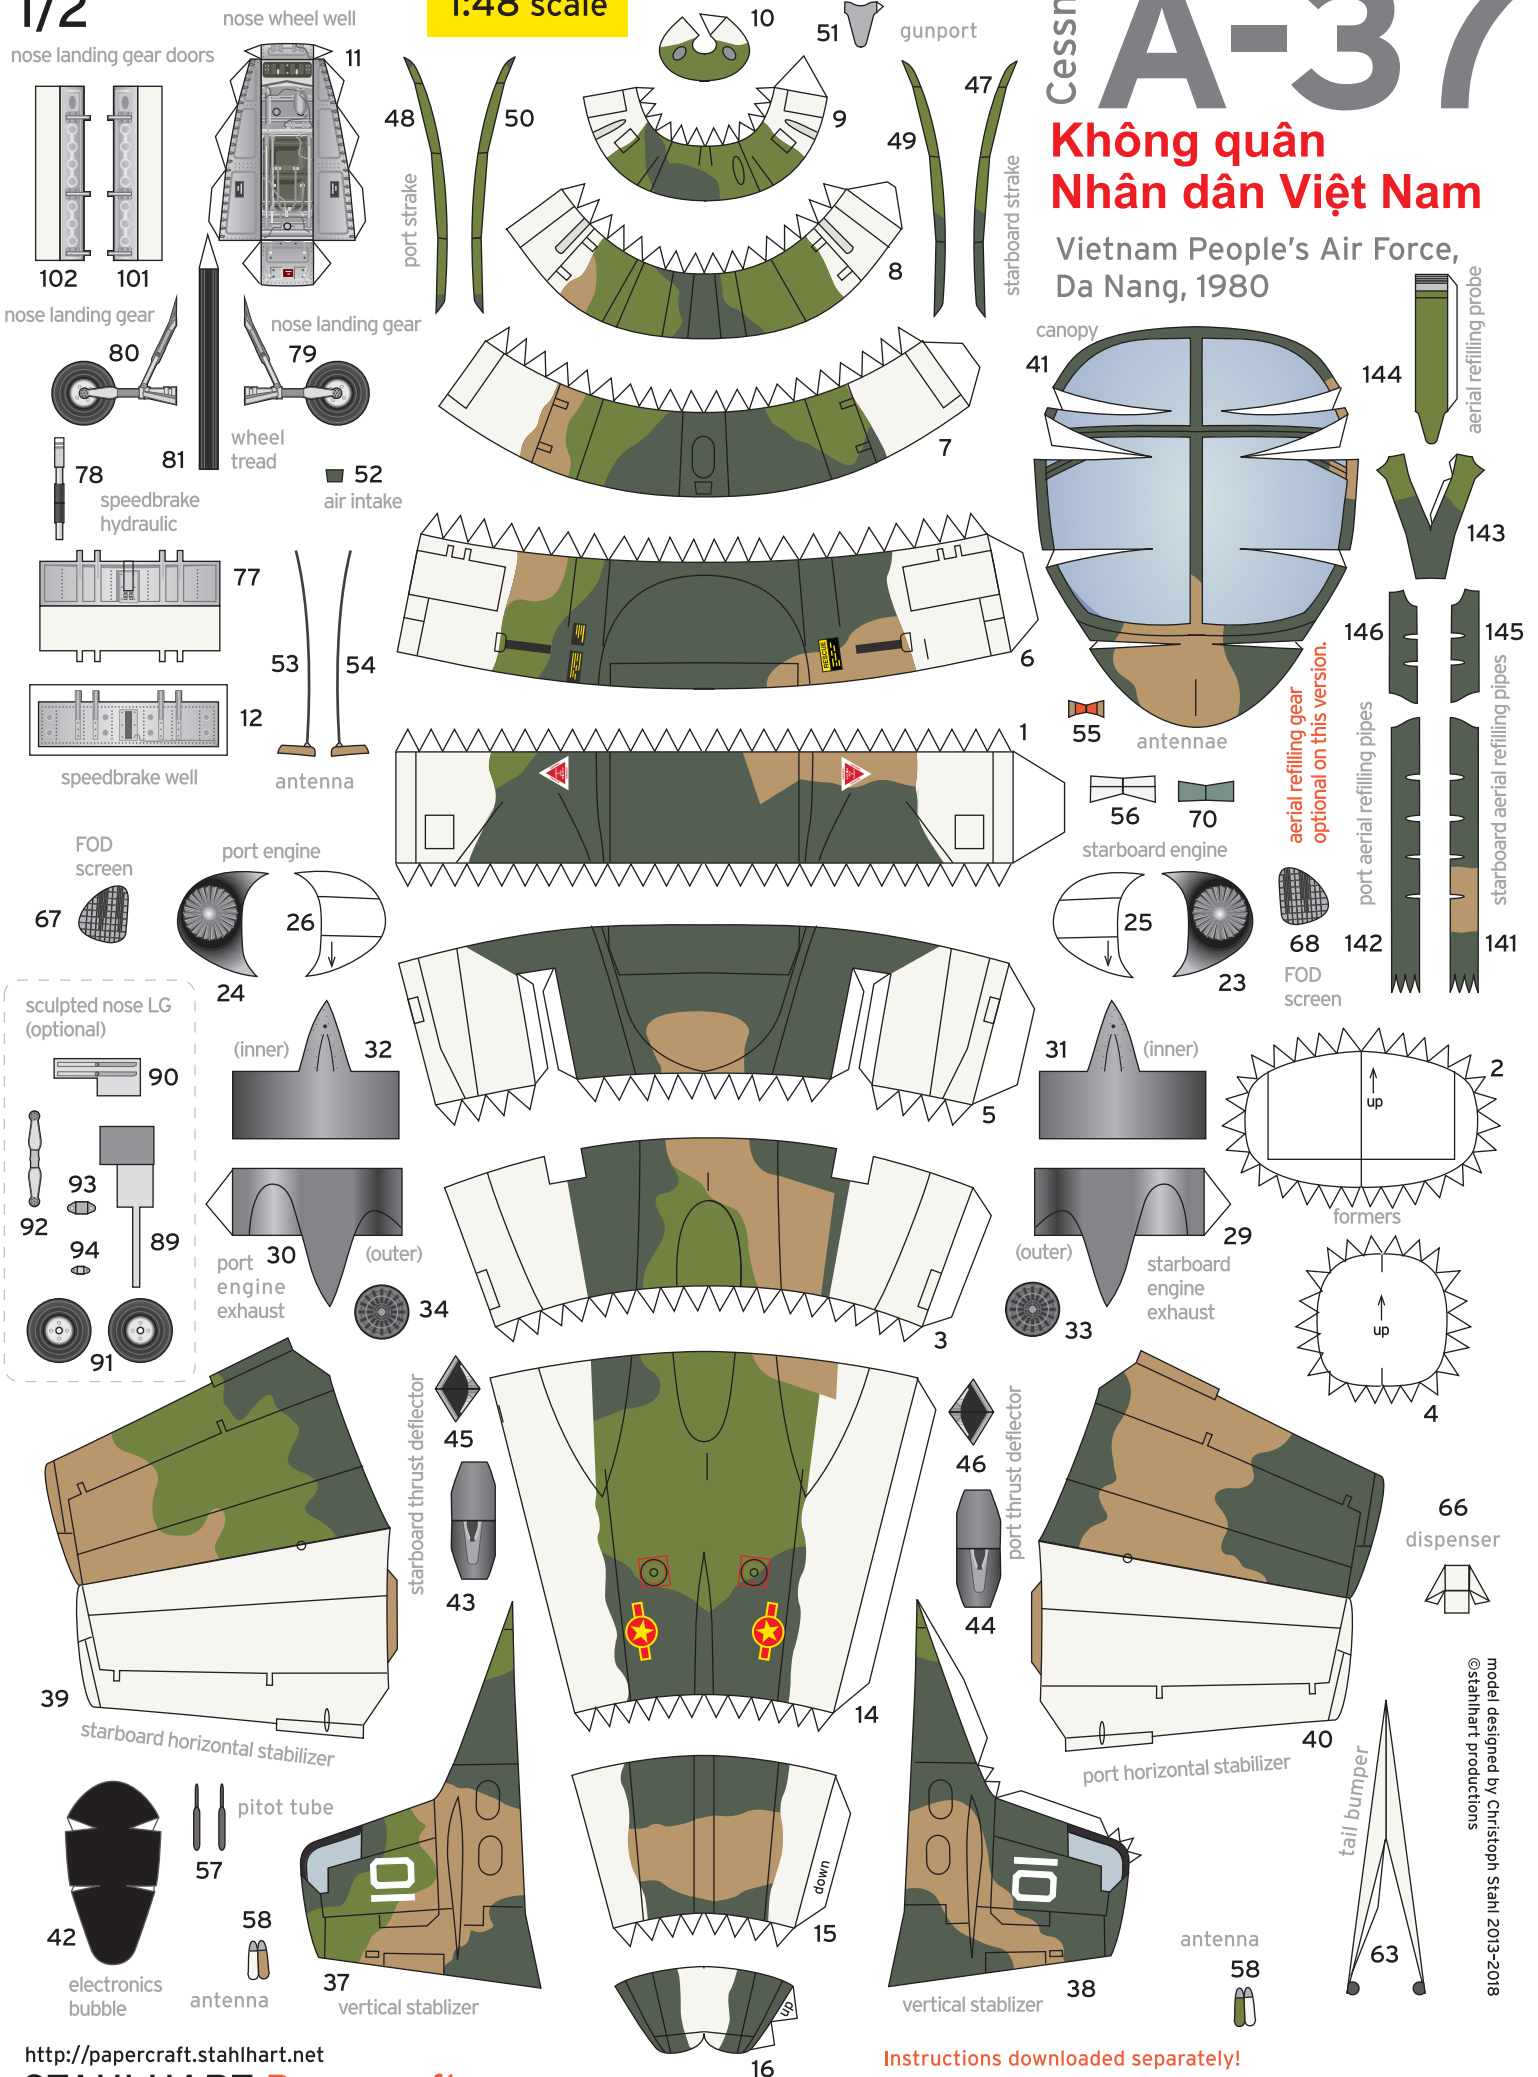 1/2
1:48 scale
Cessn
A-37
Không quân
Nhân dân Việt Nam
Vietnam People's Air Force,
Da Nang, 1980
nose wheel well
nose landing gear doors
11
10
51
gunport
48
50
9
49
47
port strake
starboard strake
8
102
101
nose landing gear
80
nose landing gear
79
canopy
41
144
aerial refilling probe
7
81
wheel
tread
78
speedbrake
hydraulic
52
air intake
143
77
53
54
6
146
145
12
speedbrake well
antenna
1
55
antennae
aerial refilling gear
optional on this version.
port aerial refilling pipes
starboard aerial refilling pipes
56
70
FOD
screen
67
port engine
26
24
starboard engine
25
23
68
FOD
screen
142
141
sculpted nose LG
(optional)
90
92
93
94
89
91
(inner)
32
5
31
(inner)
2
up
formers
30
(outer)
port
engine
exhaust
34
3
29
(outer)
starboard
engine
exhaust
33
up
4
starboard thrust deflector
45
43
46
44
port thrust deflector
66
dispenser
39
starboard horizontal stabilizer
14
40
port horizontal stabilizer
RESCUE
pitot tube
57
42
electronics
bubble
58
antenna
10
37
vertical stablizer
down
15
up
16
10
38
vertical stablizer
antenna
58
tail bumper
63
model designed by Christoph Stahl 2013-2018
©stahlhart productions
http://papercraft.stahlhart.net
Instructions downloaded separately!
STAHLHART Papercraft